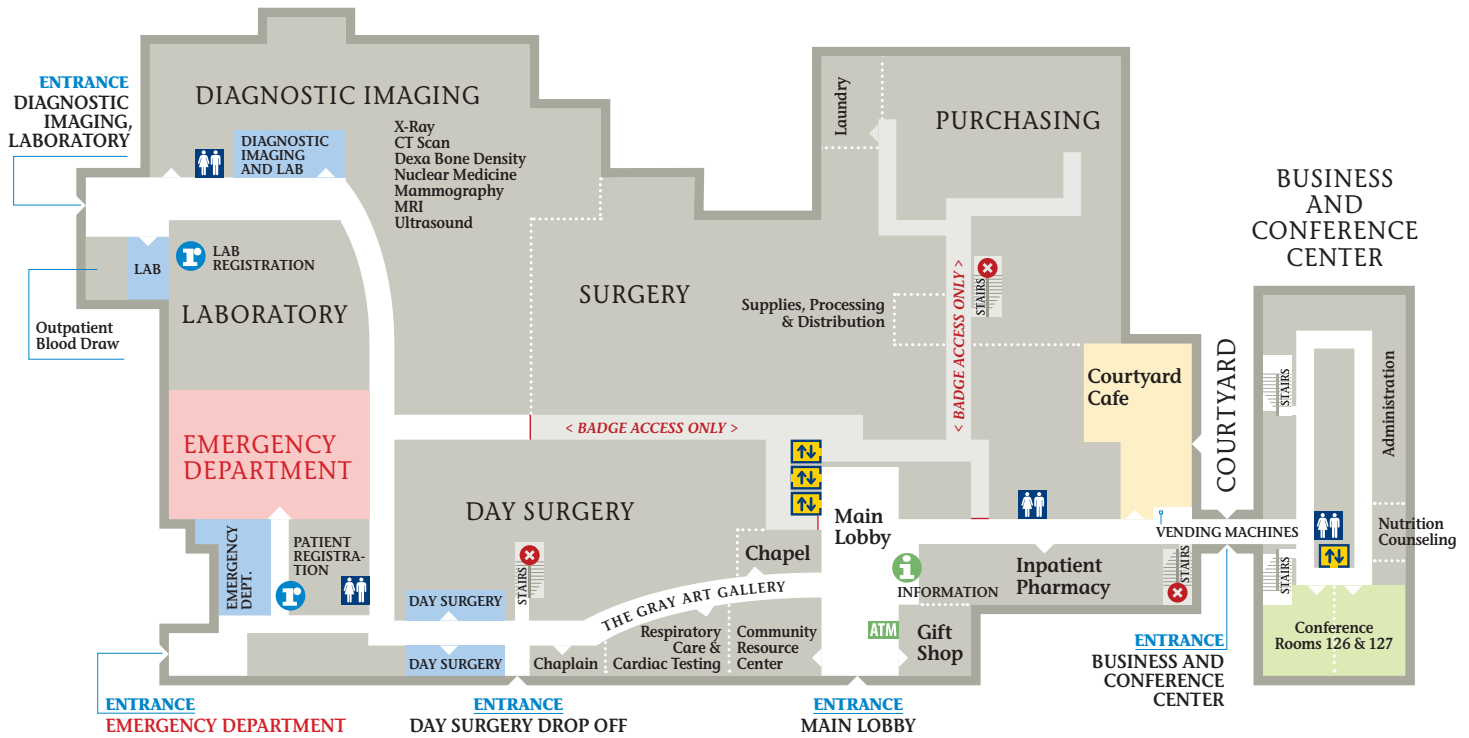 ENTRANCE
DIAGNOSTIC
IMAGING,
LABORATORY
DIAGNOSTIC IMAGING
DIAGNOSTIC
IMAGING
AND LAB
X-Ray
CT Scan
Dexa Bone Density
Nuclear Medicine
Mammography
MRI
Ultrasound
LAB
r
LAB
REGISTRATION
LABORATORY
Outpatient
Blood Draw
SURGERY
Laundry
PURCHASING
Supplies, Processing
& Distribution
< BADGE ACCESS ONLY >
STAIRS
Courtyard
Cafe
COURTYARD
BUSINESS
AND
CONFERENCE
CENTER
STAIRS
Administration
EMERGENCY
DEPARTMENT
< BADGE ACCESS ONLY >
DAY SURGERY
Main
Lobby
Chapel
EMERGENCY
DEPT.
PATIENT
REGISTRA-
TION
r
STAIRS
DAY SURGERY
DAY SURGERY
THE GRAY ART GALLERY
Chaplain
Respiratory
Care &
Cardiac Testing
Community
Resource
Center
i
INFORMATION
ATM
Gift
Shop
Inpatient
Pharmacy
STAIRS
VENDING MACHINES
STAIRS
Nutrition
Counseling
Conference
Rooms 126 & 127
ENTRANCE
EMERGENCY DEPARTMENT
ENTRANCE
DAY SURGERY DROP OFF
ENTRANCE
MAIN LOBBY
ENTRANCE
BUSINESS AND
CONFERENCE
CENTER